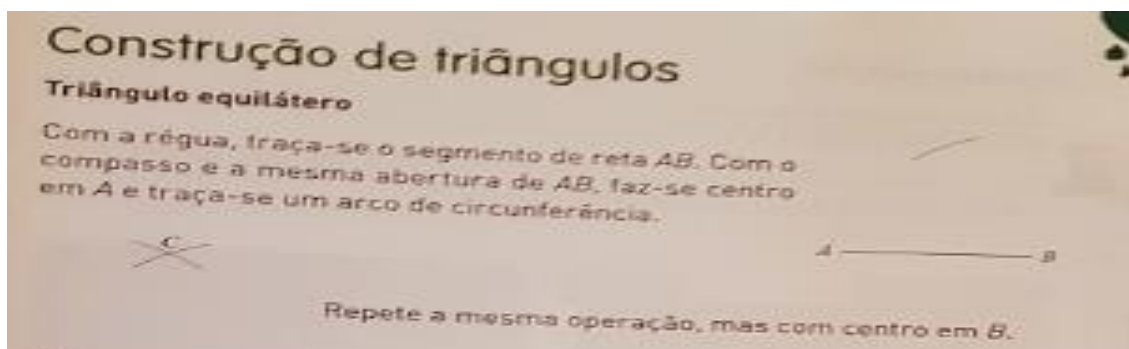 Construção de triângulos
Triângulo equilátero
Com a régua, traça-se o segmento de reta AB. Com o
compasso e a mesma abertura de AB, faz-se centro
em A e traça-se um arco de circunferência.
C
A B
Repete a mesma operação, mas com centro em B.